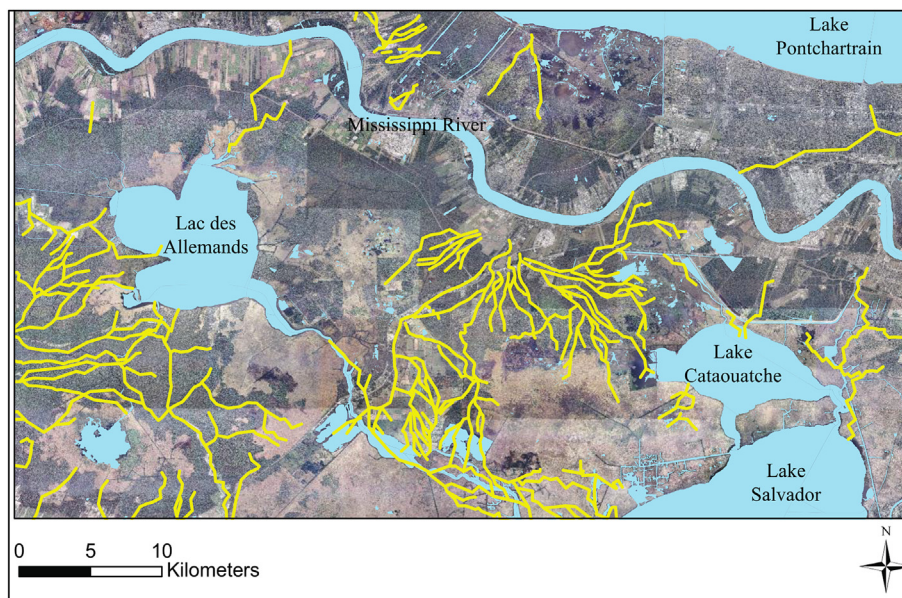 Lake
Pontchartrain
Mississippi River
Lac des
Allemands
Lake
Cataouatche
Lake
Salvador
0 5 10
Kilometers
N